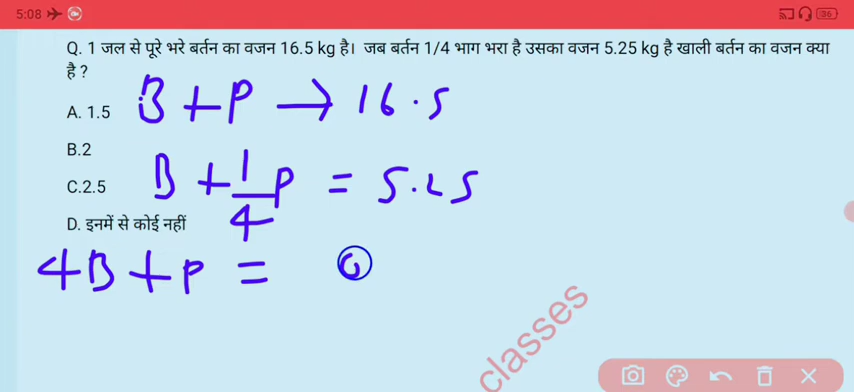 5:08
36
Q. 1 जल से पूरे भरे बर्तन का वजन 16.5 kg है। जब बर्तन 1/4 भाग भरा है उसका वजन 5.25 kg है खाली बर्तन का वजन क्या
है ?
A. 1.5
B + P → 16.5
B.2
B + 1/4 P = 5.25
C.2.5
D. इनमें से कोई नहीं
4B + P =
classes